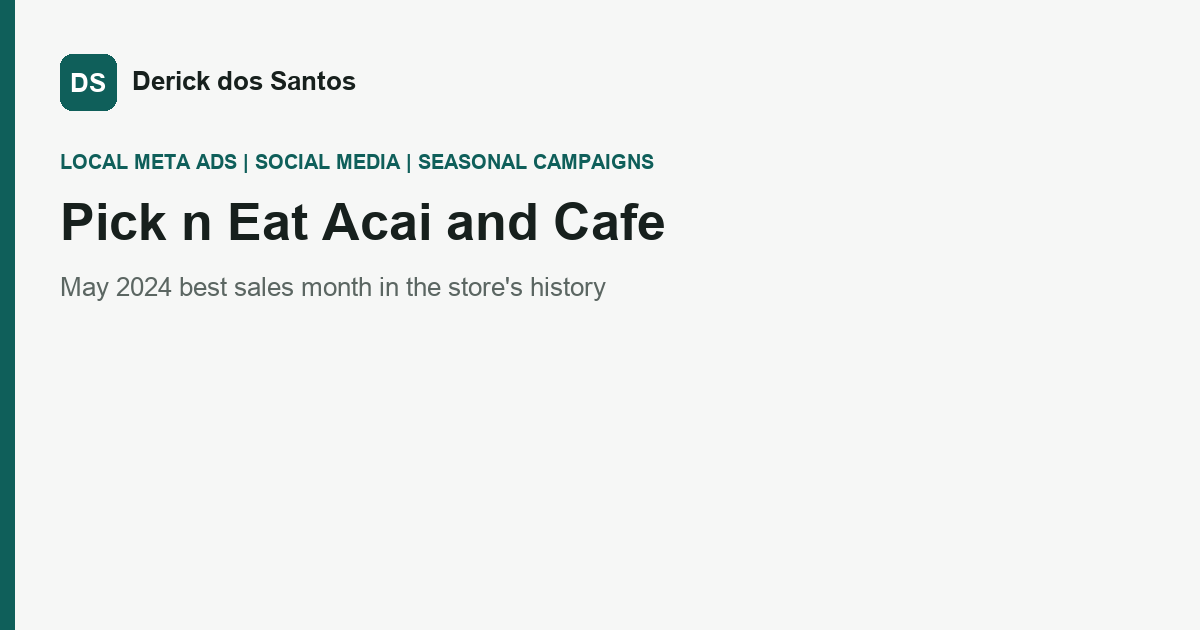 DS
Derick dos Santos
LOCAL META ADS | SOCIAL MEDIA | SEASONAL CAMPAIGNS
Pick n Eat Acai and Cafe
May 2024 best sales month in the store's history